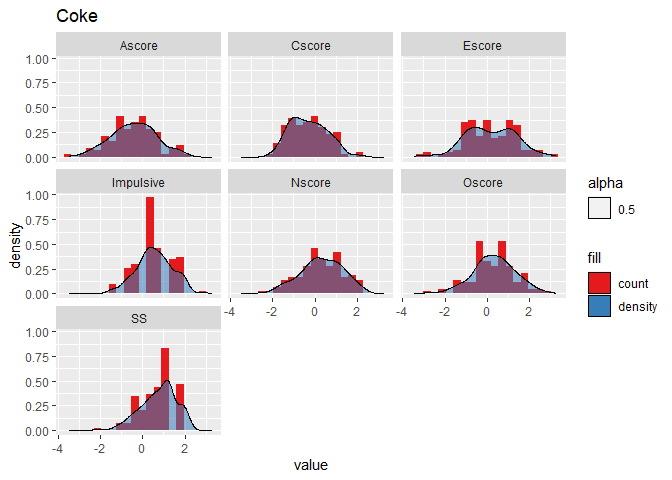 Coke
Ascore Cscore Escore
1.00
0.75
0.50
0.25
0.00
Impulsive Nscore Oscore
1.00
0.75
0.50
0.25
0.00
SS
1.00
0.75
0.50
0.25
0.00
-4 -2 0 2 -4 -2 0 2 -4 -2 0 2
density
value
alpha
0.5
fill
count
density